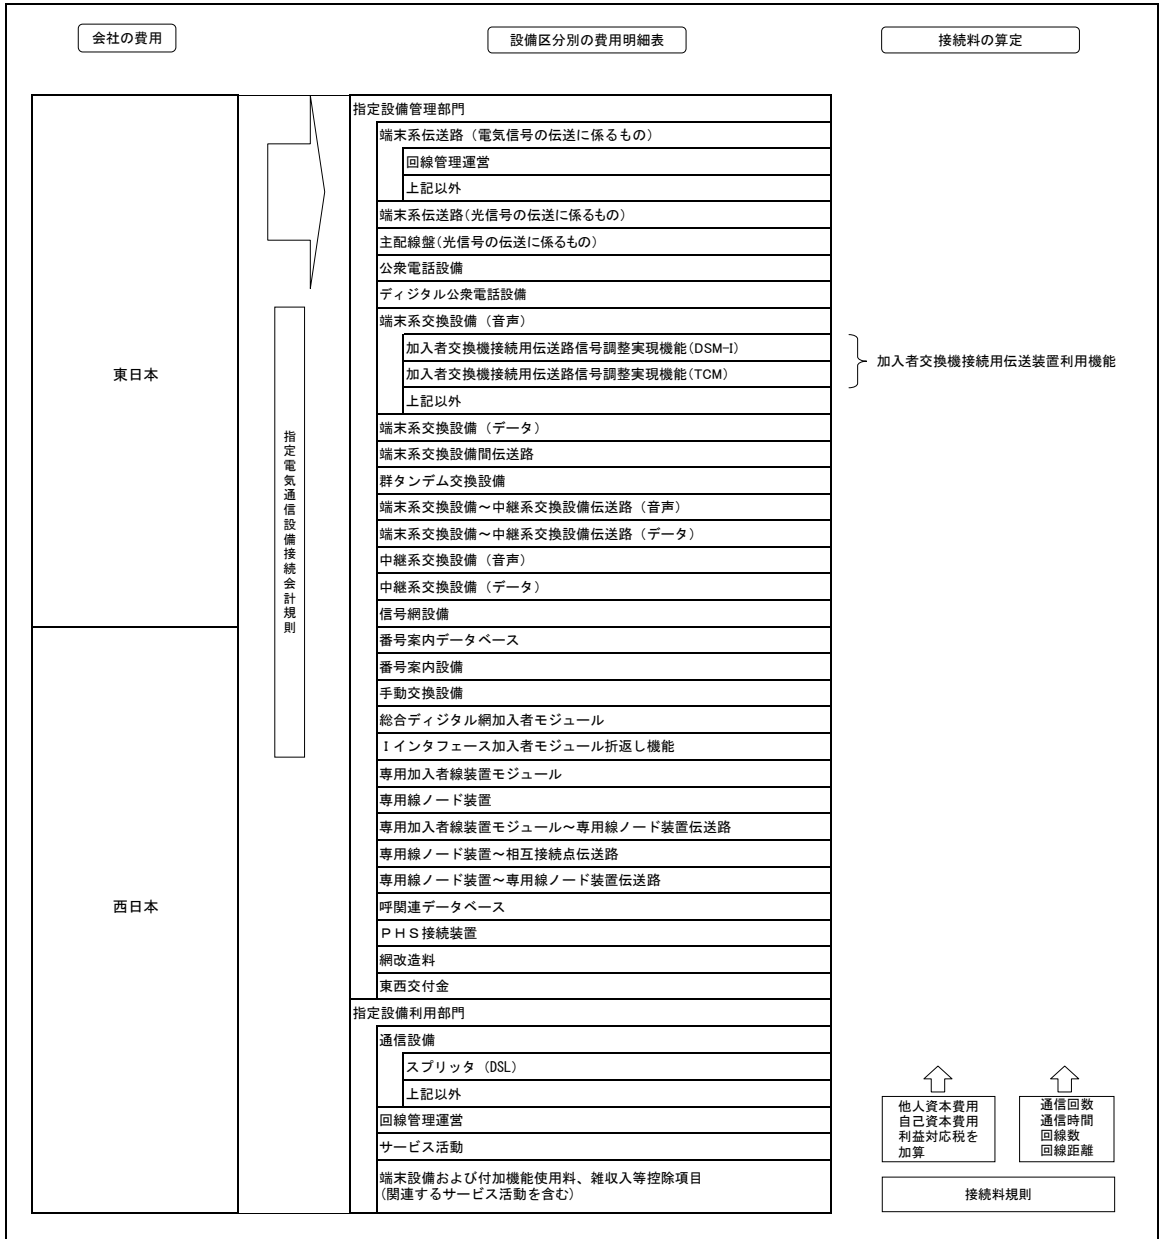 会社の費用
設備区分別の費用明細表
接続料の算定
東日本
西日本
指定電気通信設備接続会計規則
指定設備管理部門
端末系伝送路（電気信号の伝送に係るもの）
回線管理運営
上記以外
端末系伝送路(光信号の伝送に係るもの)
主配線盤(光信号の伝送に係るもの)
公衆電話設備
ディジタル公衆電話設備
端末系交換設備（音声）
加入者交換機接続用伝送路信号調整実現機能(DSM-I)
加入者交換機接続用伝送路信号調整実現機能(TCM)
上記以外
端末系交換設備（データ）
端末系交換設備間伝送路
群タンデム交換設備
端末系交換設備～中継系交換設備伝送路（音声）
端末系交換設備～中継系交換設備伝送路（データ）
中継系交換設備（音声）
中継系交換設備（データ）
信号網設備
番号案内データベース
番号案内設備
手動交換設備
総合ディジタル網加入者モジュール
Ｉインタフェース加入者モジュール折返し機能
専用加入者線装置モジュール
専用線ノード装置
専用加入者線装置モジュール～専用線ノード装置伝送路
専用線ノード装置～相互接続点伝送路
専用線ノード装置～専用線ノード装置伝送路
呼関連データベース
ＰＨＳ接続装置
網改造料
東西交付金
指定設備利用部門
通信設備
スプリッタ（DSL）
上記以外
回線管理運営
サービス活動
端末設備および付加機能使用料、雑収入等控除項目
(関連するサービス活動を含む)
加入者交換機接続用伝送装置利用機能
他人資本費用
自己資本費用
利益対応税を
加算
通信回数
通信時間
回線数
回線距離
接続料規則